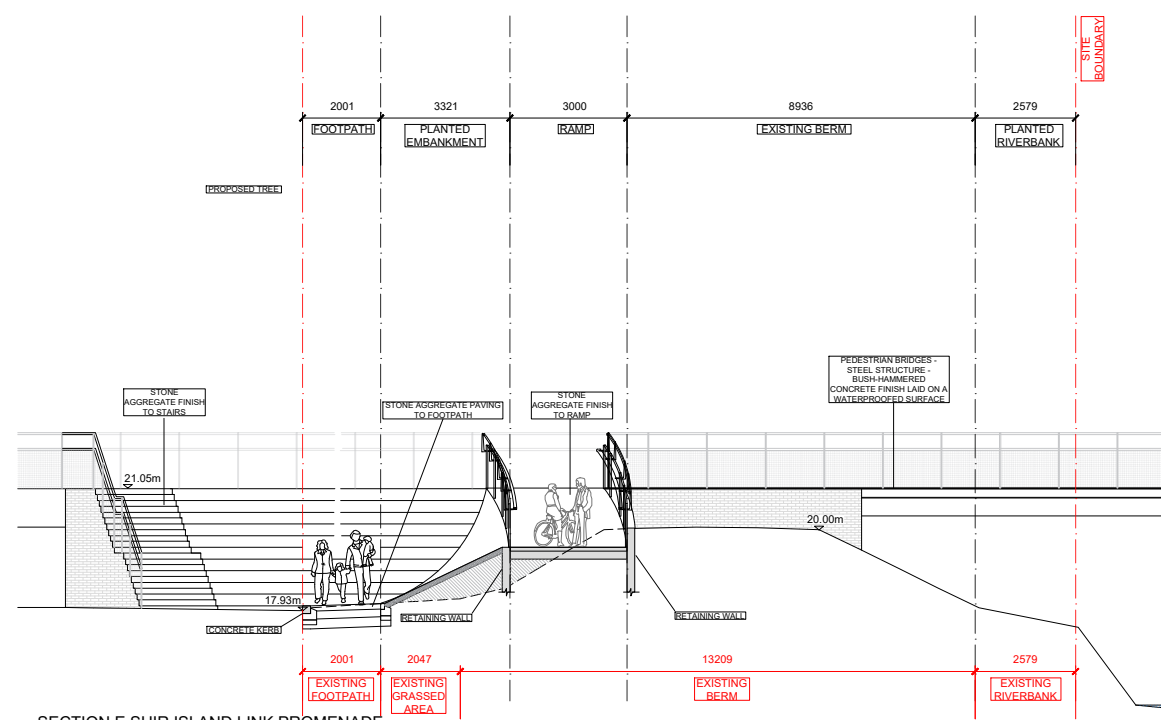 SITE
BOUNDARY
2001
3321
3000
8936
2579
FOOTPATH
PLANTED
EMBANKMENT
RAMP
EXISTING BERM
PLANTED
RIVERBANK
PROPOSED TREE
PEDESTRIAN BRIDGES -
STEEL STRUCTURE -
BUSH-HAMMERED
CONCRETE FINISH LAID ON A
WATERPROOFED SURFACE
STONE
AGGREGATE FINISH
TO STAIRS
STONE AGGREGATE PAVING
TO FOOTPATH
STONE
AGGREGATE FINISH
TO RAMP
21.05m
20.00m
17.93m
CONCRETE KERB
RETAINING WALL
RETAINING WALL
2001
2047
13209
2579
EXISTING
FOOTPATH
EXISTING
GRASSED
AREA
EXISTING
BERM
EXISTING
RIVERBANK
ISLAND LINK PROMENADE